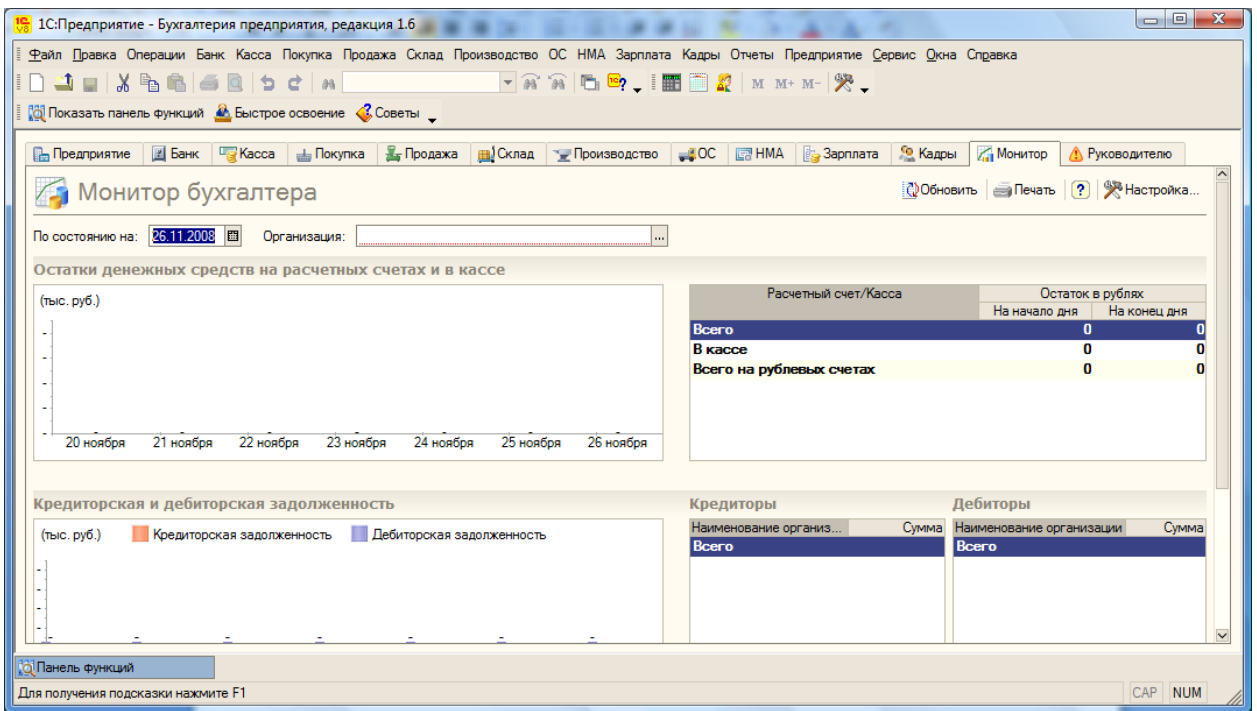 1С:Предприятие - Бухгалтерия предприятия, редакция 1.6
Файл Правка Операции Банк Касса Покупка Продажа Склад Производство ОС НМА Зарплата Кадры Отчеты Предприятие Сервис Окна Справка
M M+ M-
Показать панель функций Быстрое освоение Советы
Предприятие Банк Касса Покупка Продажа Склад Производство ОС НМА Зарплата Кадры Монитор Руководителю
Монитор бухгалтера Обновить Печать ? Настройка...
По состоянию на: 26.11.2008 Организация: ...
Остатки денежных средств на расчетных счетах и в кассе
(тыс. руб.)
20 ноября 21 ноября 22 ноября 23 ноября 24 ноября 25 ноября 26 ноября
Расчетный счет/Касса Остаток в рублях
На начало дня На конец дня
Всего 0 0
В кассе 0 0
Всего на рублевых счетах 0 0
Кредиторская и дебиторская задолженность
(тыс. руб.) Кредиторская задолженность Дебиторская задолженность
Кредиторы
Наименование организ... Сумма
Всего
Дебиторы
Наименование организации Сумма
Всего
Панель функций
Для получения подсказки нажмите F1 CAP NUM